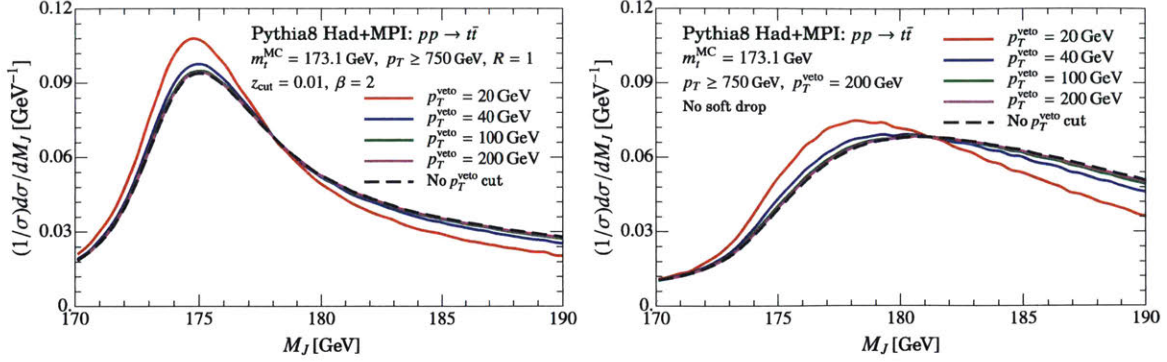 Pythia8 Had+MPI: pp → tt̄
m_t^MC = 173.1 GeV, p_T ≥ 750 GeV, R = 1
z_cut = 0.01, β = 2
p_T^veto = 20 GeV
p_T^veto = 40 GeV
p_T^veto = 100 GeV
p_T^veto = 200 GeV
No p_T^veto cut
(1/σ)dσ/dM_J [GeV⁻¹]
0.12
0.09
0.06
0.03
0.
170
175
180
185
190
M_J [GeV]
Pythia8 Had+MPI: pp → tt̄
m_t^MC = 173.1 GeV
p_T ≥ 750 GeV, p_T^veto = 200 GeV
No soft drop
p_T^veto = 20 GeV
p_T^veto = 40 GeV
p_T^veto = 100 GeV
p_T^veto = 200 GeV
No p_T^veto cut
(1/σ)dσ/dM_J [GeV⁻¹]
0.12
0.09
0.06
0.03
0.
170
175
180
185
190
M_J [GeV]